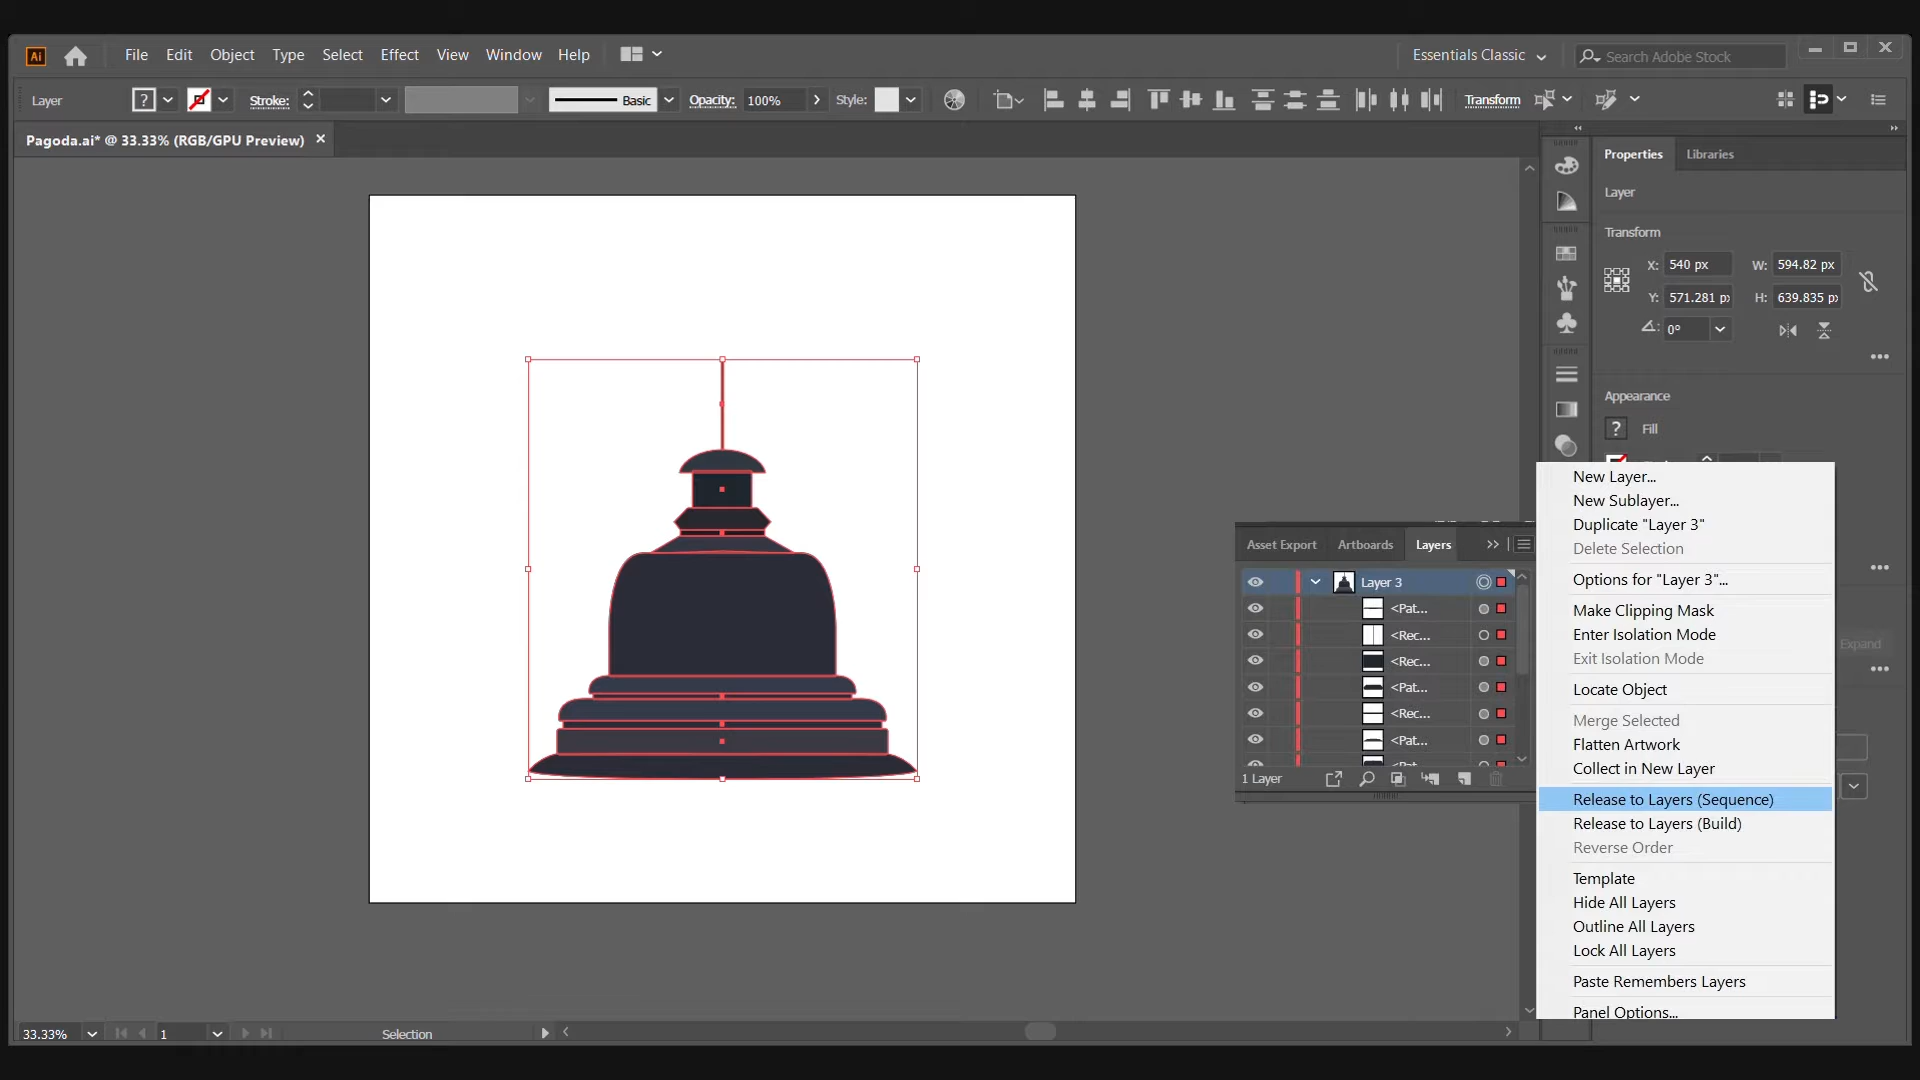 Ai File Edit Object Type Select Effect View Window Help Essentials Classic Search Adobe Stock
Layer ? Stroke: Basic Opacity: 100% Style: Transform
Pagoda.ai* @ 33.33% (RGB/GPU Preview) ×
Properties Libraries
Layer
Transform
X: 540 px W: 594.82 px
Y: 571.281 px H: 639.835 px
0°
Appearance
? Fill
New Layer...
New Sublayer...
Duplicate "Layer 3"
Delete Selection
Options for "Layer 3"...
Make Clipping Mask
Enter Isolation Mode
Exit Isolation Mode
Locate Object
Merge Selected
Flatten Artwork
Collect in New Layer
Release to Layers (Sequence)
Release to Layers (Build)
Reverse Order
Template
Hide All Layers
Outline All Layers
Lock All Layers
Paste Remembers Layers
Panel Options...
Expand
Asset Export Artboards Layers
Layer 3
<Pat...
<Rec...
<Rec...
<Pat...
<Rec...
<Pat...
<Pat...
1 Layer
33.33% 1 Selection